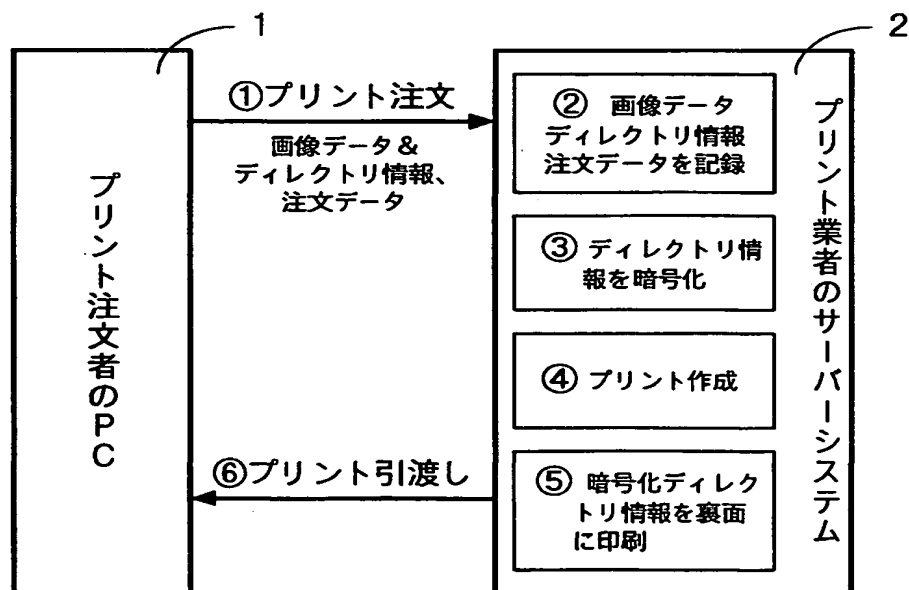 1
2
プリント注文者のPC
①プリント注文
画像データ&
ディレクトリ情報、
注文データ
⑥プリント引渡し
② 画像データ
ディレクトリ情報
注文データを記録
③ ディレクトリ情
報を暗号化
④ プリント作成
⑤ 暗号化ディレク
トリ情報を裏面
に印刷
プリント業者のサーバーシステム